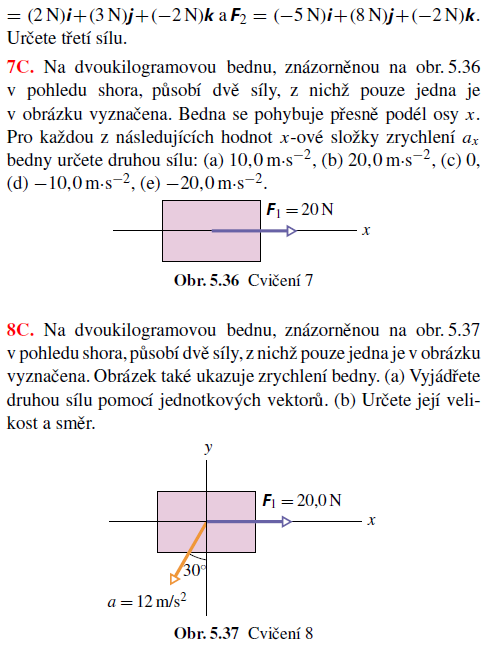 = (2 N)i+(3 N)j+(−2 N)k a F₂ = (−5 N)i+(8 N)j+(−2 N)k.
Určete třetí sílu.
7C. Na dvoukilogramovou bednu, znázorněnou na obr. 5.36
v pohledu shora, působí dvě síly, z nichž pouze jedna je
v obrázku vyznačena. Bedna se pohybuje přesně podél osy x.
Pro každou z následujících hodnot x-ové složky zrychlení aₓ
bedny určete druhou sílu: (a) 10,0 m·s⁻², (b) 20,0 m·s⁻², (c) 0,
(d) −10,0 m·s⁻², (e) −20,0 m·s⁻².
F₁ = 20 N
x
Obr. 5.36 Cvičení 7
8C. Na dvoukilogramovou bednu, znázorněnou na obr. 5.37
v pohledu shora, působí dvě síly, z nichž pouze jedna je v obrázku
vyznačena. Obrázek také ukazuje zrychlení bedny. (a) Vyjádřete
druhou sílu pomocí jednotkových vektorů. (b) Určete její veli-
kost a směr.
y
F₁ = 20,0 N
x
30°
a = 12 m/s²
Obr. 5.37 Cvičení 8